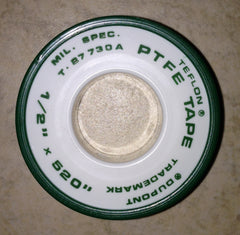 TEFLON®
PTFE TAPE
®DUPONT
TRADEMARK
1/2" x 520"
MIL. SPEC.
T-27730A